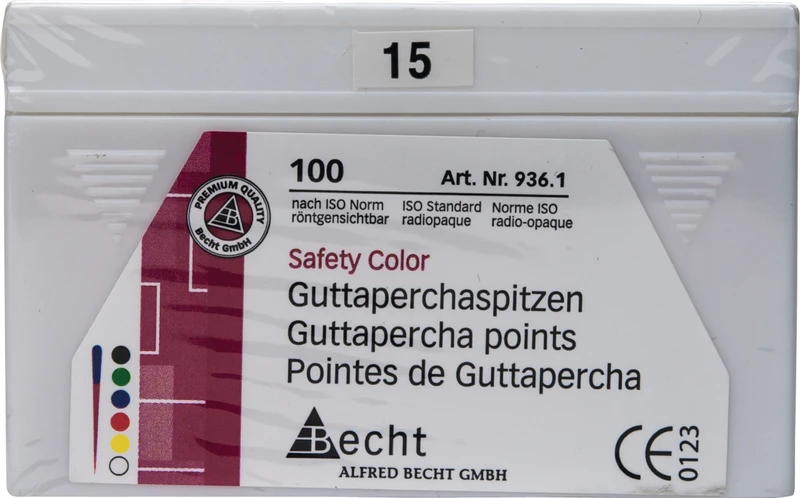 15
100 Art. Nr. 936.1
nach ISO Norm ISO Standard Norme ISO
röntgensichtbar radiopaque radio-opaque
PREMIUM QUALITY
Becht GmbH
Safety Color
Guttaperchaspitzen
Guttapercha points
Pointes de Guttapercha
Becht
ALFRED BECHT GMBH
CE 0123